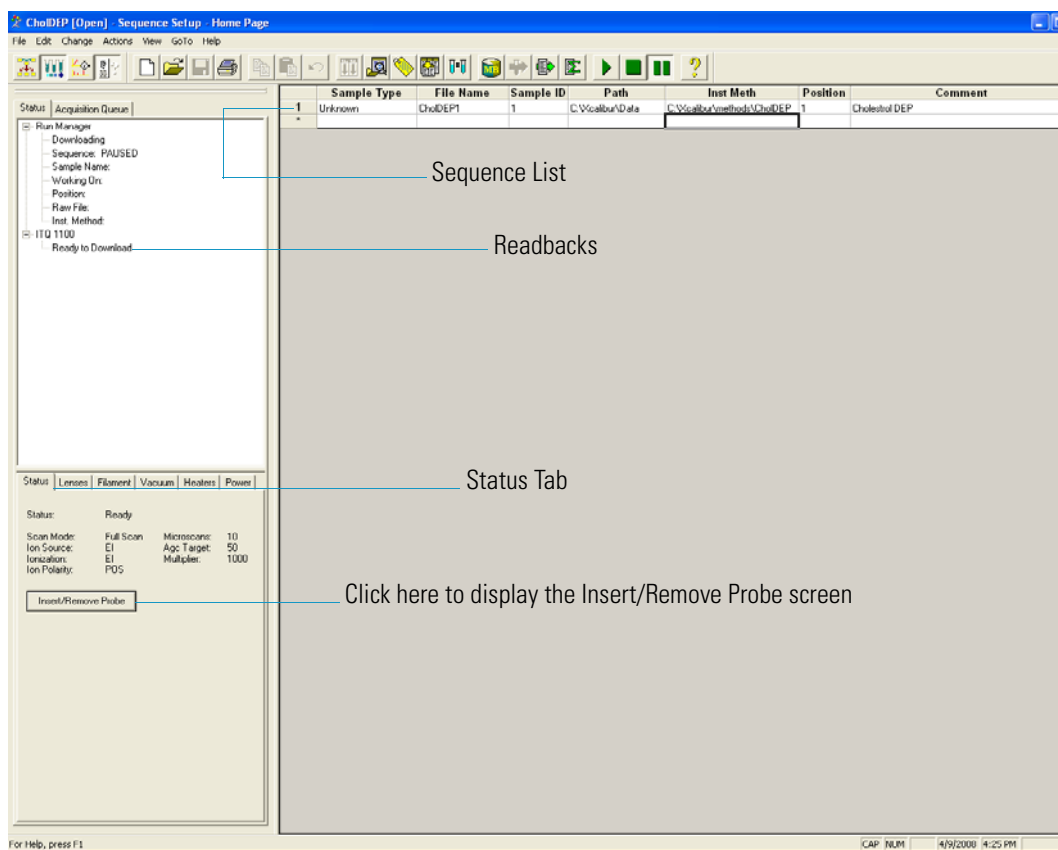 CholDEP [Open] - Sequence Setup - Home Page
File Edit Change Actions View GoTo Help
Status Acquisition Queue
Run Manager
Downloading
Sequence: PAUSED
Sample Name:
Working On:
Position:
Raw File:
Inst. Method:
ITQ 1100
Ready to Download
Sample Type File Name Sample ID Path Inst Meth Position Comment
1 Unknown CholDEP1 1 C:\Xcalibur\Data C:\Xcalibur\methods\CholDEP 1 Cholestrol DEP
*
Sequence List
Readbacks
Status Tab
Click here to display the Insert/Remove Probe screen
Status Lenses Filament Vacuum Heaters Power
Status: Ready
Scan Mode: Full Scan Microscans: 10
Ion Source: EI Agc Target: 50
Ionization: EI Multiplier: 1000
Ion Polarity: POS
Insert/Remove Probe
For Help, press F1
CAP NUM 4/9/2008 4:25 PM